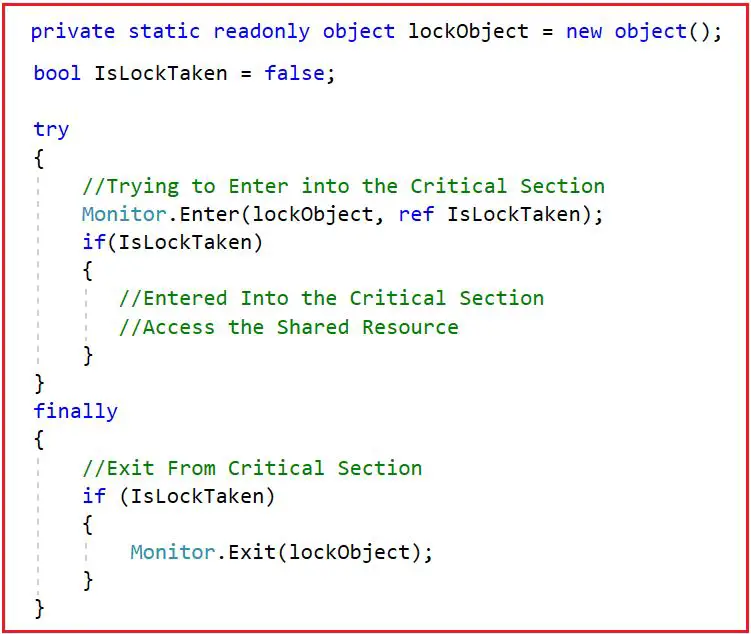 private static readonly object lockObject = new object();
bool IsLockTaken = false;
try
{
//Trying to Enter into the Critical Section
Monitor.Enter(lockObject, ref IsLockTaken);
if(IsLockTaken)
{
//Entered Into the Critical Section
//Access the Shared Resource
}
}
finally
{
//Exit From Critical Section
if (IsLockTaken)
{
Monitor.Exit(lockObject);
}
}